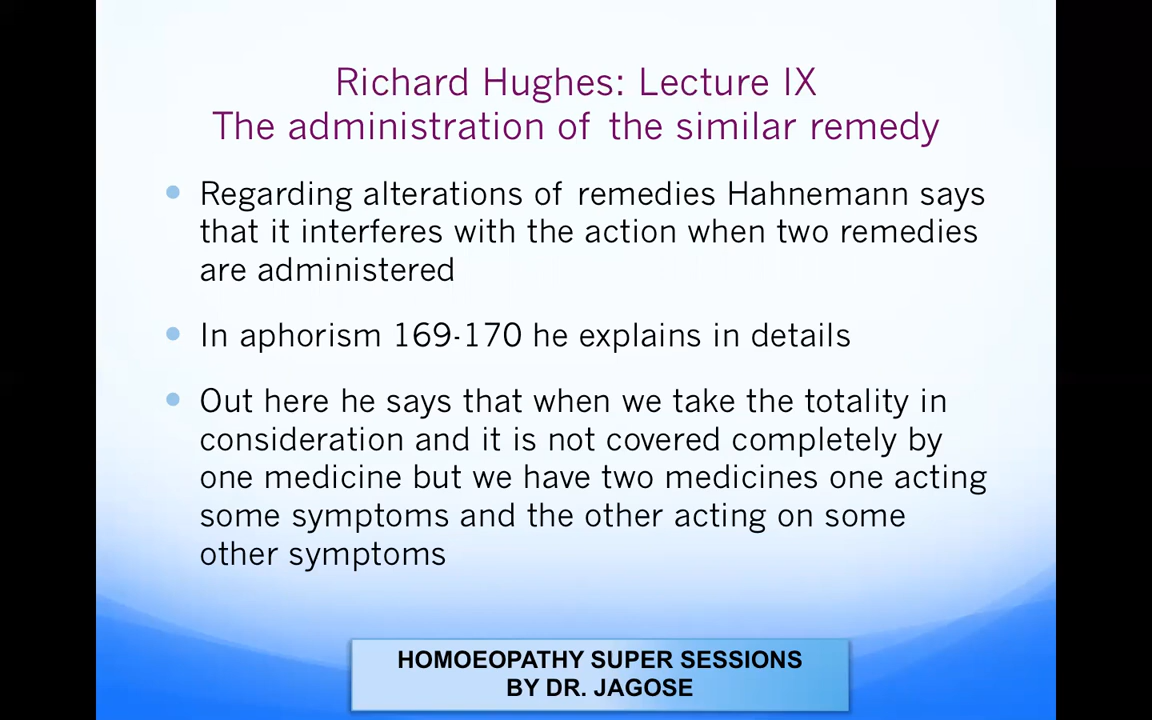 Richard Hughes: Lecture IX
The administration of the similar remedy
Regarding alterations of remedies Hahnemann says
that it interferes with the action when two remedies
are administered
In aphorism 169-170 he explains in details
Out here he says that when we take the totality in
consideration and it is not covered completely by
one medicine but we have two medicines one acting
some symptoms and the other acting on some
other symptoms
HOMOEOPATHY SUPER SESSIONS
BY DR. JAGOSE